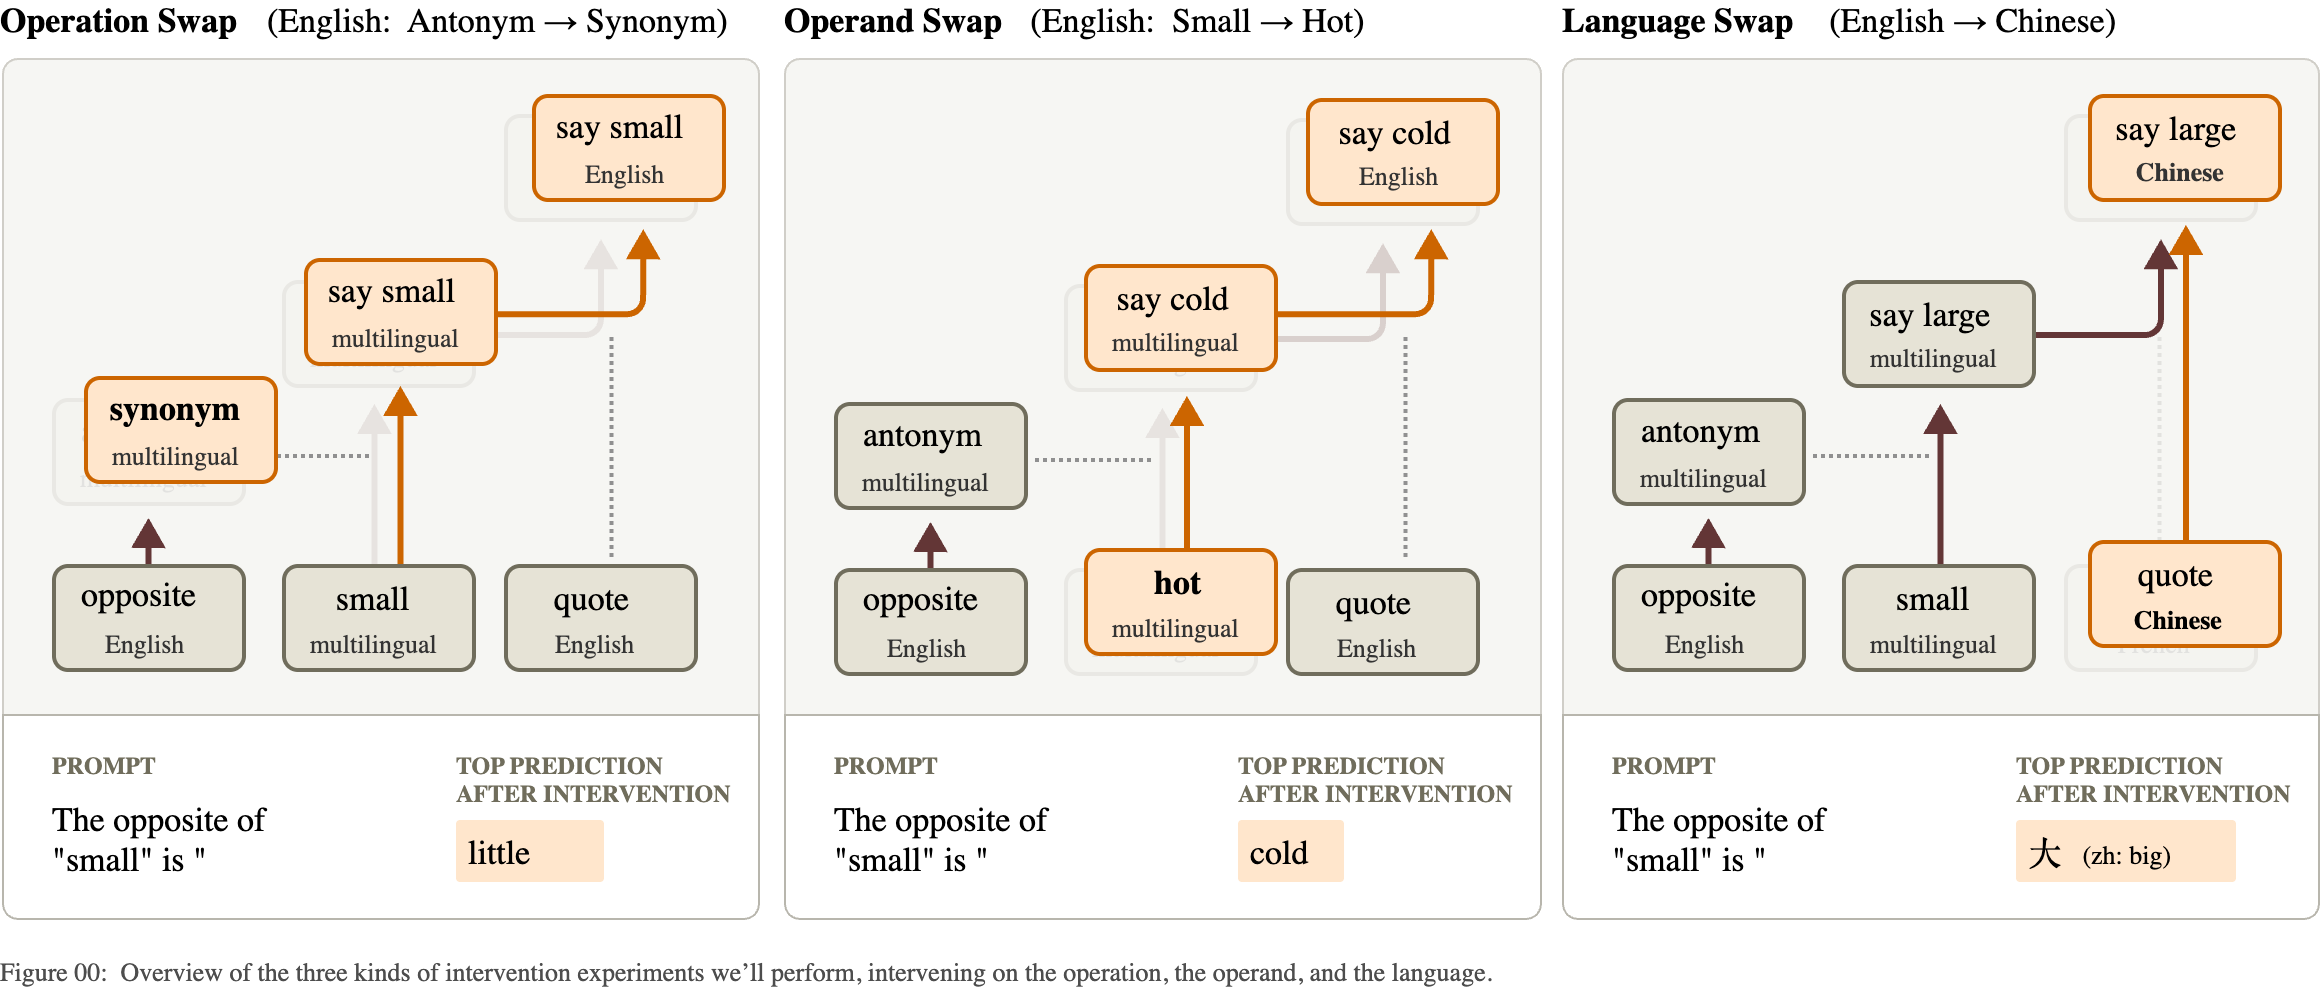 Operation Swap (English: Antonym → Synonym)
say small
English
say small
multilingual
synonym
multilingual
opposite
English
small
multilingual
quote
English
PROMPT
The opposite of
"small" is "
TOP PREDICTION
AFTER INTERVENTION
little
Operand Swap (English: Small → Hot)
say cold
English
say cold
multilingual
antonym
multilingual
opposite
English
hot
multilingual
quote
English
PROMPT
The opposite of
"small" is "
TOP PREDICTION
AFTER INTERVENTION
cold
Language Swap (English → Chinese)
say large
Chinese
say large
multilingual
antonym
multilingual
opposite
English
small
multilingual
quote
Chinese
French
PROMPT
The opposite of
"small" is "
TOP PREDICTION
AFTER INTERVENTION
大 (zh: big)
Figure 00: Overview of the three kinds of intervention experiments we’ll perform, intervening on the operation, the operand, and the language.